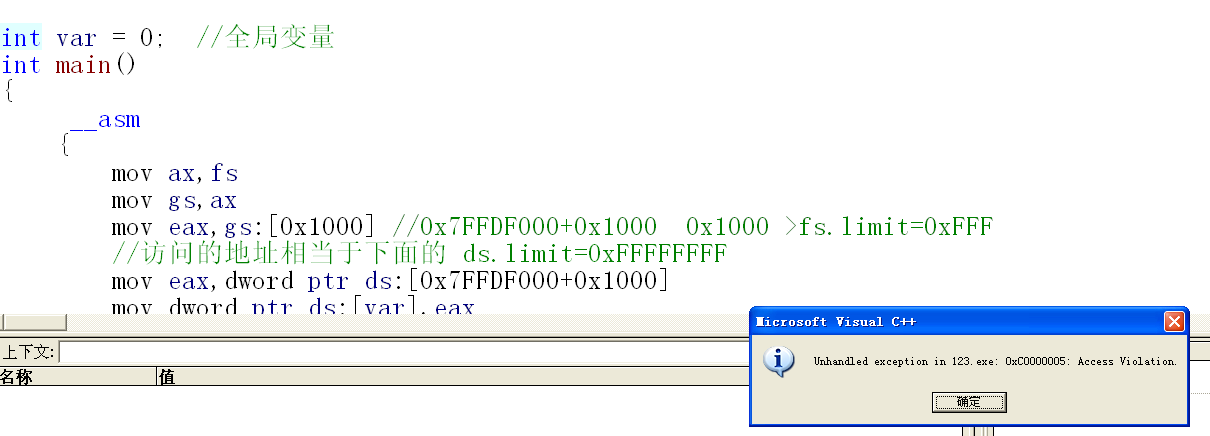 int var = 0;  //全局变量
int main()
{
__asm
{
mov ax,fs
mov gs,ax
mov eax,gs:[0x1000] //0x7FFDF000+0x1000  0x1000 >fs.limit=0xFFF
//访问的地址相当于下面的 ds.limit=0xFFFFFFFF
mov eax,dword ptr ds:[0x7FFDF000+0x1000]
mov dword ptr ds:[var],eax
Microsoft Visual C++
Unhandled exception in 123.exe: 0xC0000005: Access Violation.
确定
上下文:
名称 值